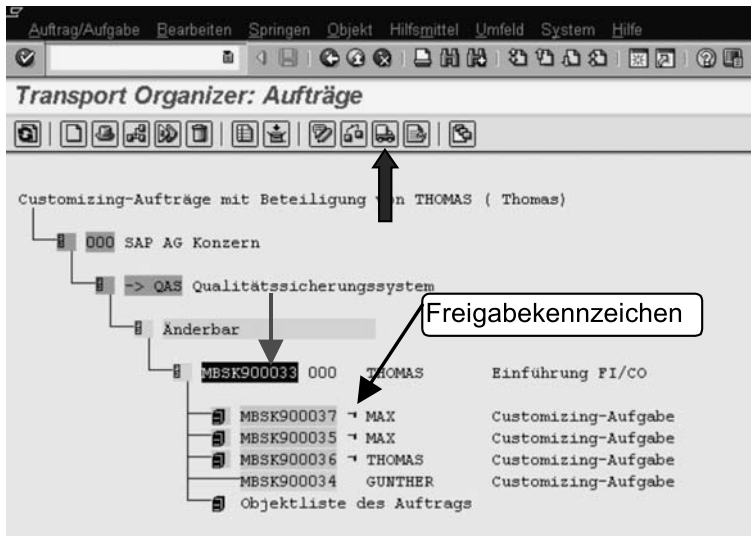 Auftrag/Aufgabe Bearbeiten Springen Objekt Hilfsmittel Umfeld System Hilfe
Transport Organizer: Aufträge
Customizing-Aufträge mit Beteiligung von THOMAS ( Thomas)
000 SAP AG Konzern
-> QAS Qualitätssicherungssystem
Freigabekennzeichen
Änderbar
MBSK900033 000 THOMAS Einführung FI/CO
MBSK900037 MAX Customizing-Aufgabe
MBSK900035 MAX Customizing-Aufgabe
MBSK900036 THOMAS Customizing-Aufgabe
MBSK900034 GUNTHER Customizing-Aufgabe
Objektliste des Auftrags